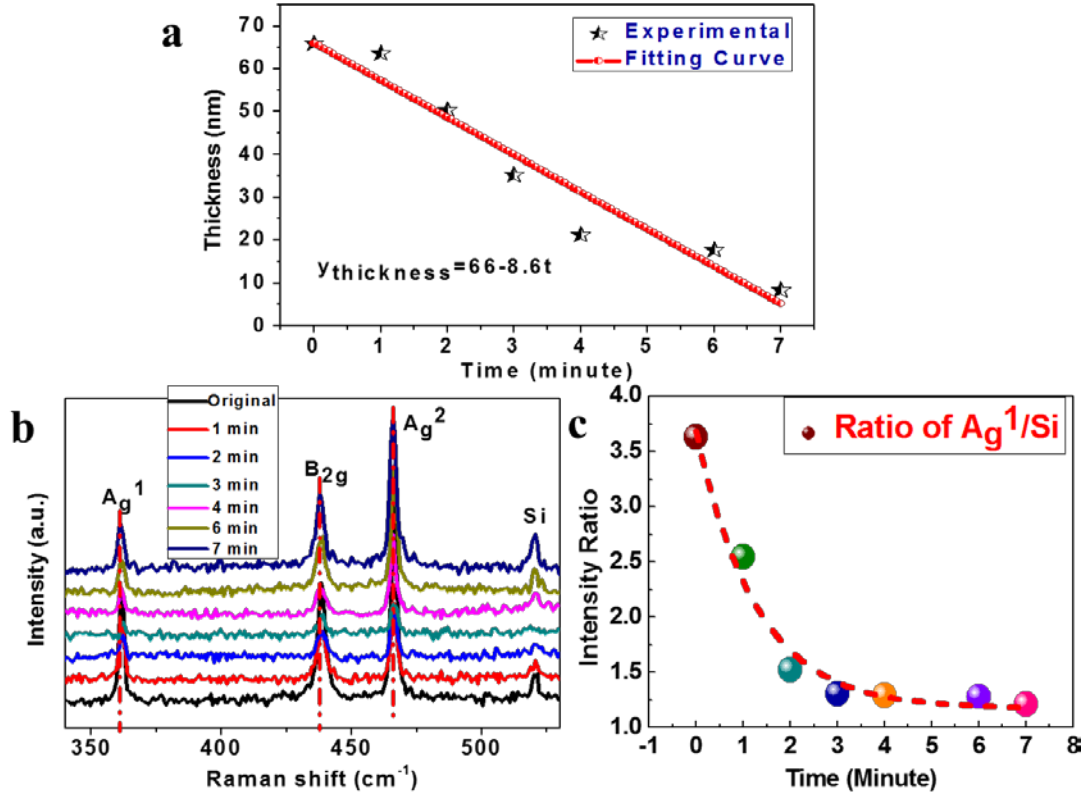 a
Thickness (nm)
70
60
50
40
30
20
10
0
Experimental
Fitting Curve
y_thickness=66-8.6t
0 1 2 3 4 5 6 7
Time (minute)
b
Intensity (a.u.)
Original
1 min
2 min
3 min
4 min
6 min
7 min
Ag¹
B2g
Ag²
Si
350 400 450 500
Raman shift (cm⁻¹)
c
Intensity Ratio
4.0
3.5
3.0
2.5
2.0
1.5
1.0
Ratio of Ag¹/Si
-1 0 1 2 3 4 5 6 7 8
Time (Minute)